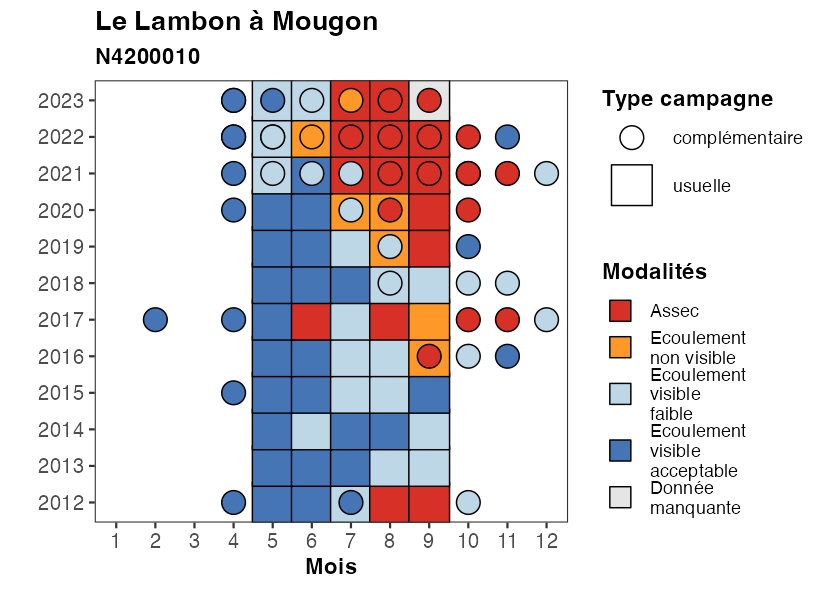 Le Lambon à Mougon
N4200010
2023
2022
2021
2020
2019
2018
2017
2016
2015
2014
2013
2012
1 2 3 4 5 6 7 8 9 10 11 12
Mois
Type campagne
complémentaire
usuelle
Modalités
Assec
Ecoulement
non visible
Ecoulement
visible
faible
Ecoulement
visible
acceptable
Donnée
manquante